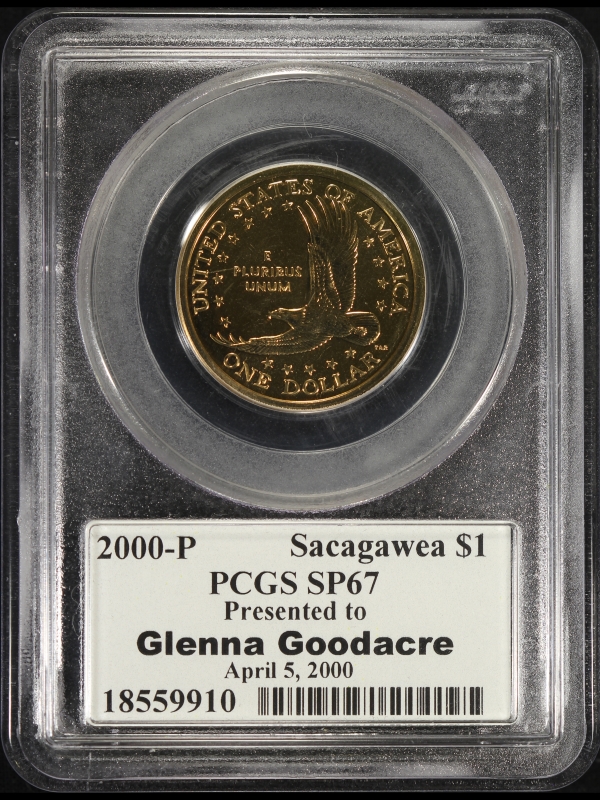 UNITED STATES OF AMERICA
E
PLURIBUS
UNUM
ONE DOLLAR
2000-P Sacagawea $1
PCGS SP67
Presented to
Glenna Goodacre
April 5, 2000
18559910